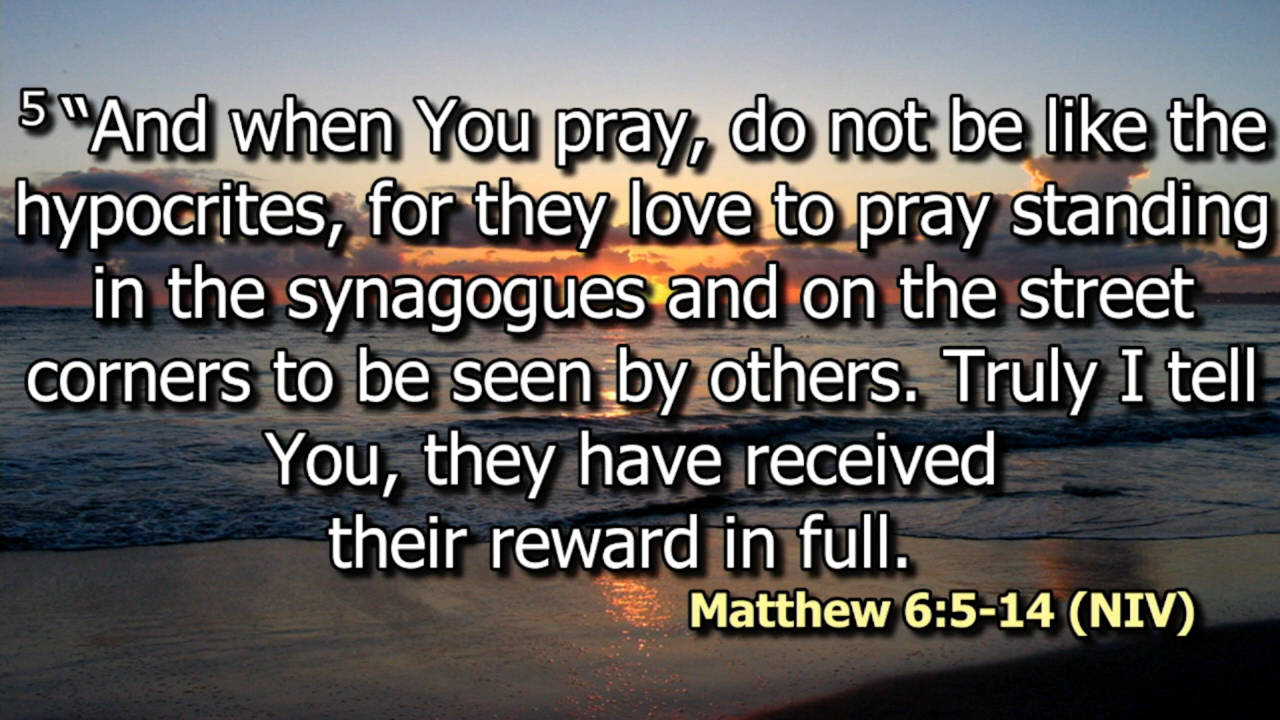 5 “And when You pray, do not be like the
hypocrites, for they love to pray standing
in the synagogues and on the street
corners to be seen by others. Truly I tell
You, they have received
their reward in full.
Matthew 6:5-14 (NIV)